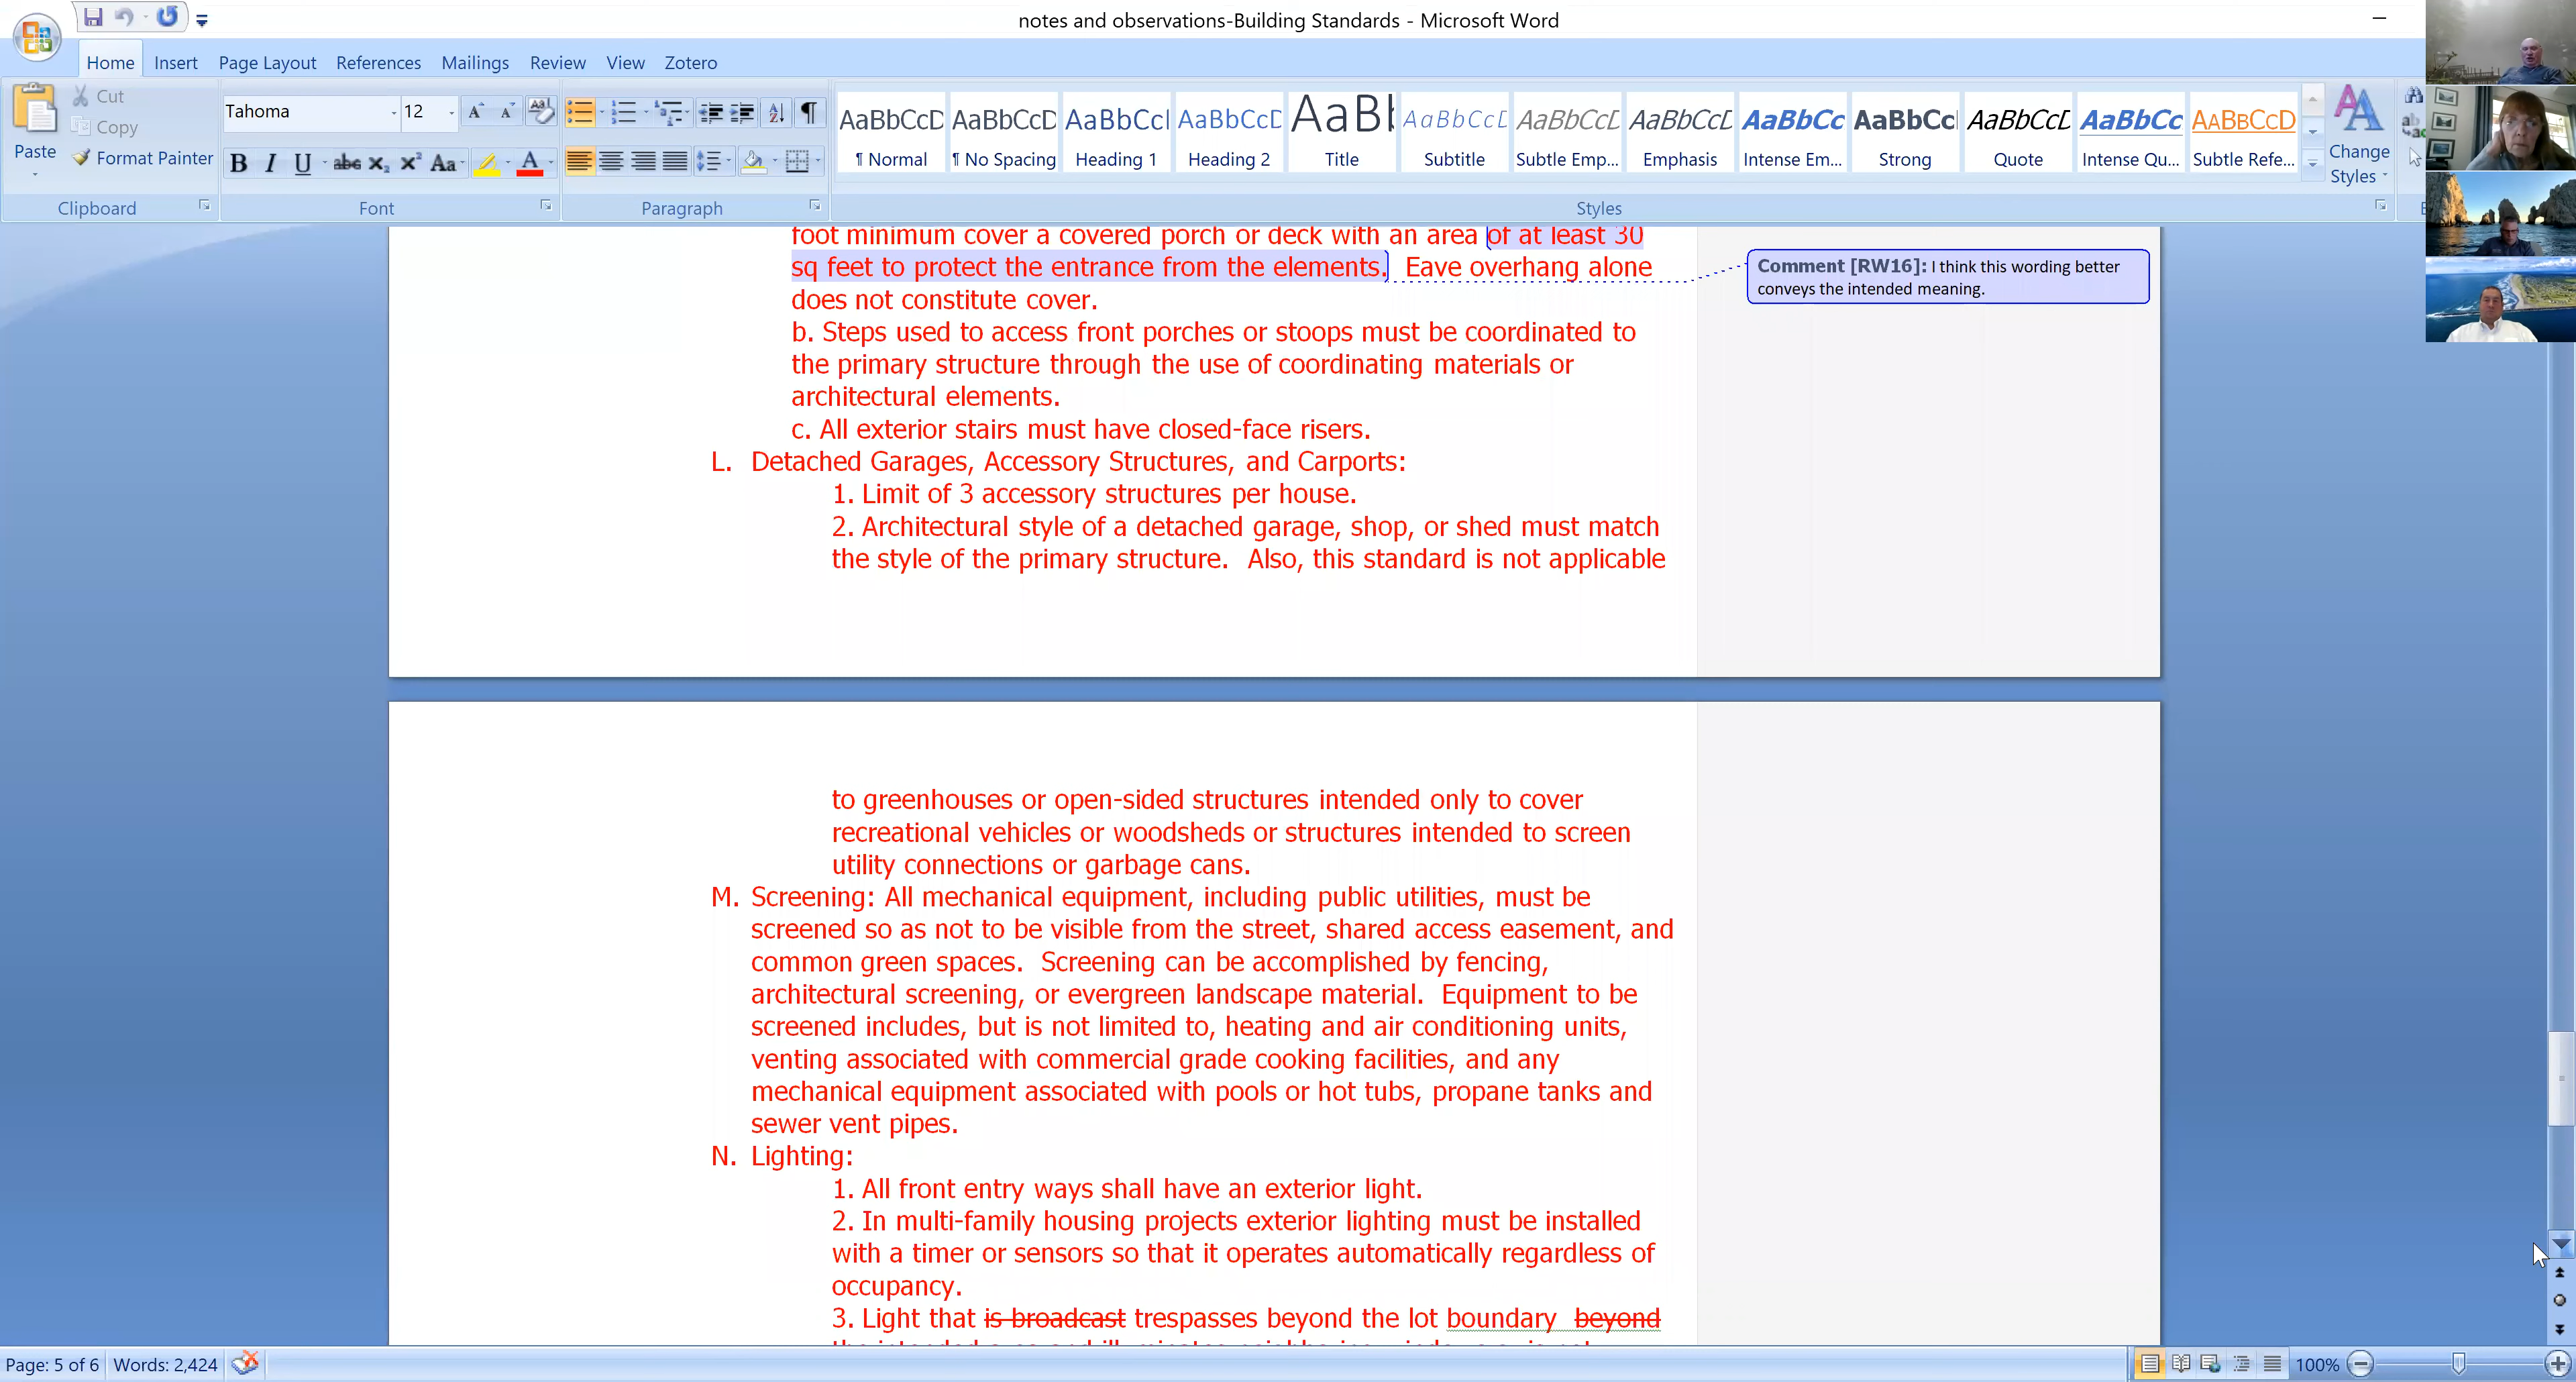 notes and observations-Building Standards - Microsoft Word
Home Insert Page Layout References Mailings Review View Zotero
Paste
Cut
Copy
Format Painter
Clipboard
Tahoma 12
Font
Paragraph
AaBbCcD AaBbCcD AaBbCcI AaBbCcD AaBb AaBbCcD AaBbCcD AaBbCcD AaBbCc AaBbCc AaBbCcD AaBbCc AaBbCcD
¶ Normal ¶ No Spacing Heading 1 Heading 2 Title Subtitle Subtle Emp... Emphasis Intense Em... Strong Quote Intense Qu... Subtle Refe...
Change
Styles
Styles
foot minimum cover a covered porch or deck with an area of at least 30
sq feet to protect the entrance from the elements. Eave overhang alone
does not constitute cover.
Comment [RW16]: I think this wording better
conveys the intended meaning.
b. Steps used to access front porches or stoops must be coordinated to
the primary structure through the use of coordinating materials or
architectural elements.
c. All exterior stairs must have closed-face risers.
L. Detached Garages, Accessory Structures, and Carports:
1. Limit of 3 accessory structures per house.
2. Architectural style of a detached garage, shop, or shed must match
the style of the primary structure. Also, this standard is not applicable
to greenhouses or open-sided structures intended only to cover
recreational vehicles or woodsheds or structures intended to screen
utility connections or garbage cans.
M. Screening: All mechanical equipment, including public utilities, must be
screened so as not to be visible from the street, shared access easement, and
common green spaces. Screening can be accomplished by fencing,
architectural screening, or evergreen landscape material. Equipment to be
screened includes, but is not limited to, heating and air conditioning units,
venting associated with commercial grade cooking facilities, and any
mechanical equipment associated with pools or hot tubs, propane tanks and
sewer vent pipes.
N. Lighting:
1. All front entry ways shall have an exterior light.
2. In multi-family housing projects exterior lighting must be installed
with a timer or sensors so that it operates automatically regardless of
occupancy.
3. Light that is broadcast trespasses beyond the lot boundary beyond
Page: 5 of 6 Words: 2,424 100%